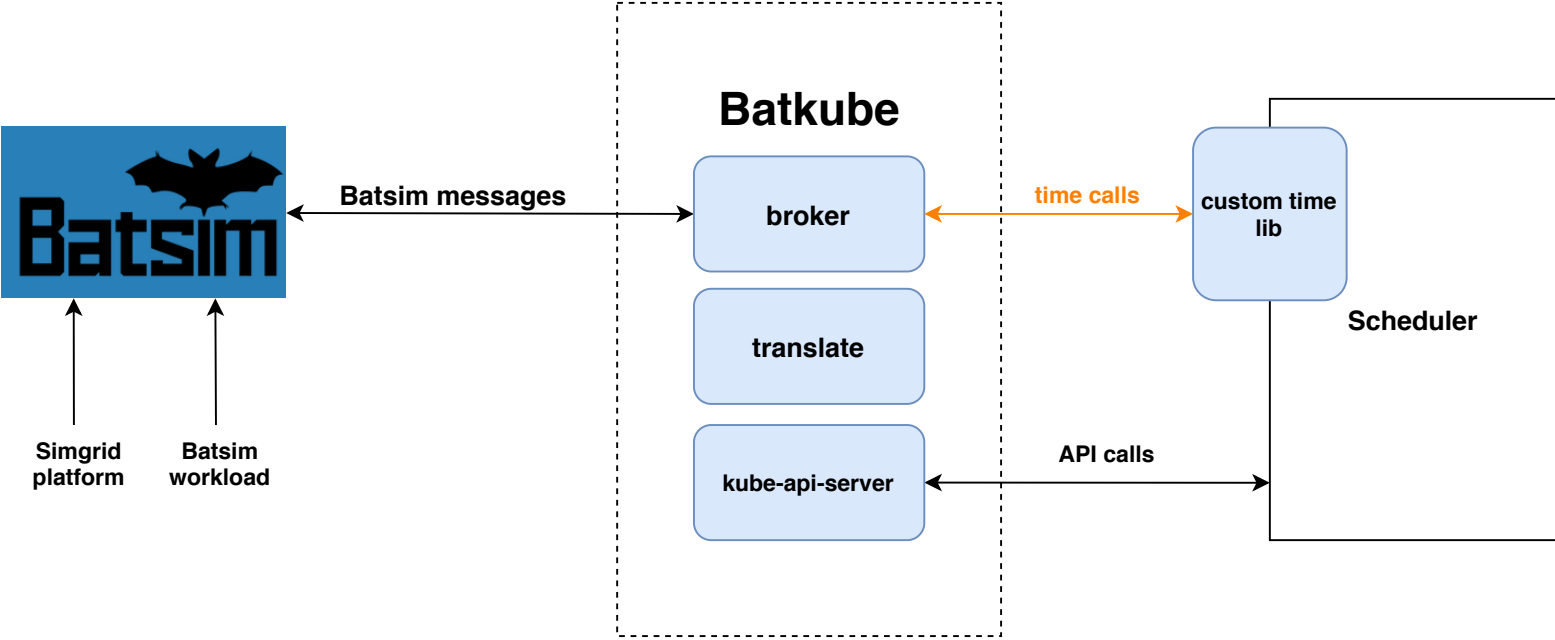 Batkube
Batsim
Batsim messages
broker
time calls
custom time
lib
translate
Scheduler
kube-api-server
API calls
Simgrid
platform
Batsim
workload